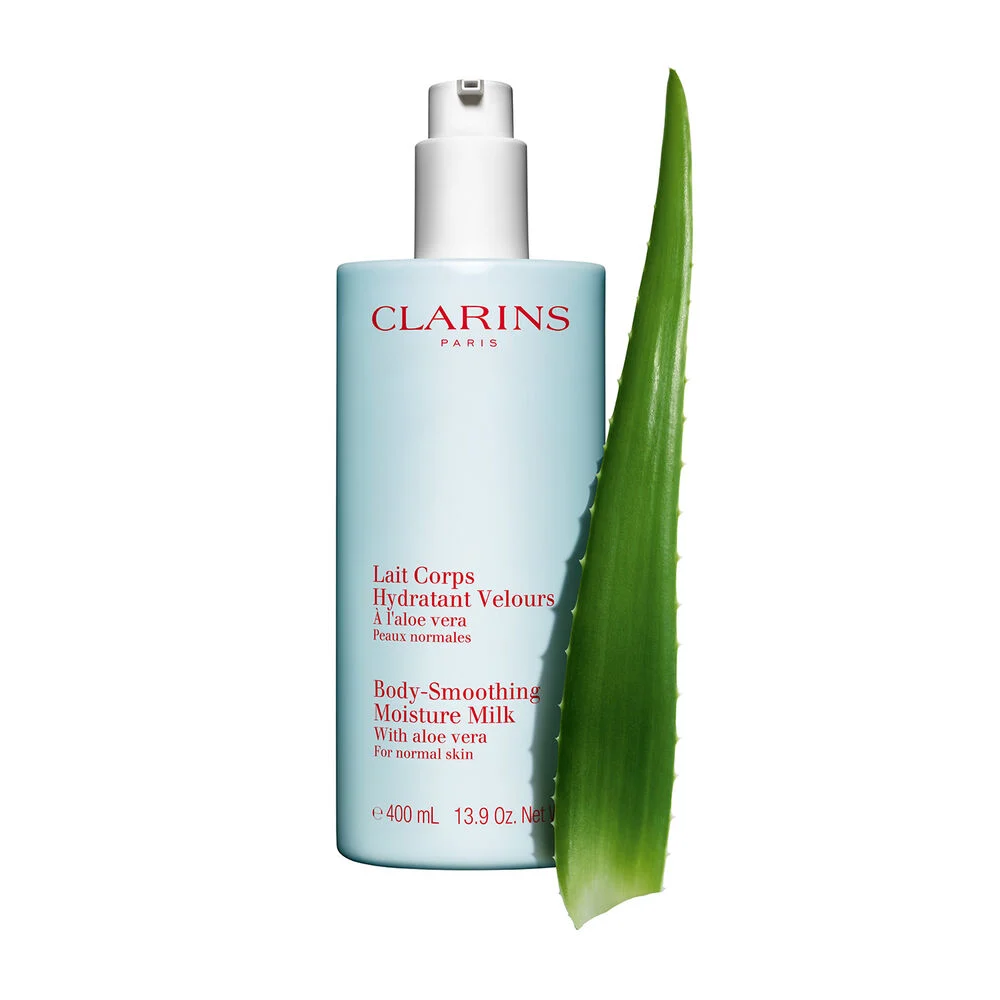 CLARINS
PARIS
Lait Corps
Hydratant Velours
À l'aloe vera
Peaux normales
Body-Smoothing
Moisture Milk
With aloe vera
For normal skin
℮ 400 mL 13.9 Oz. Net